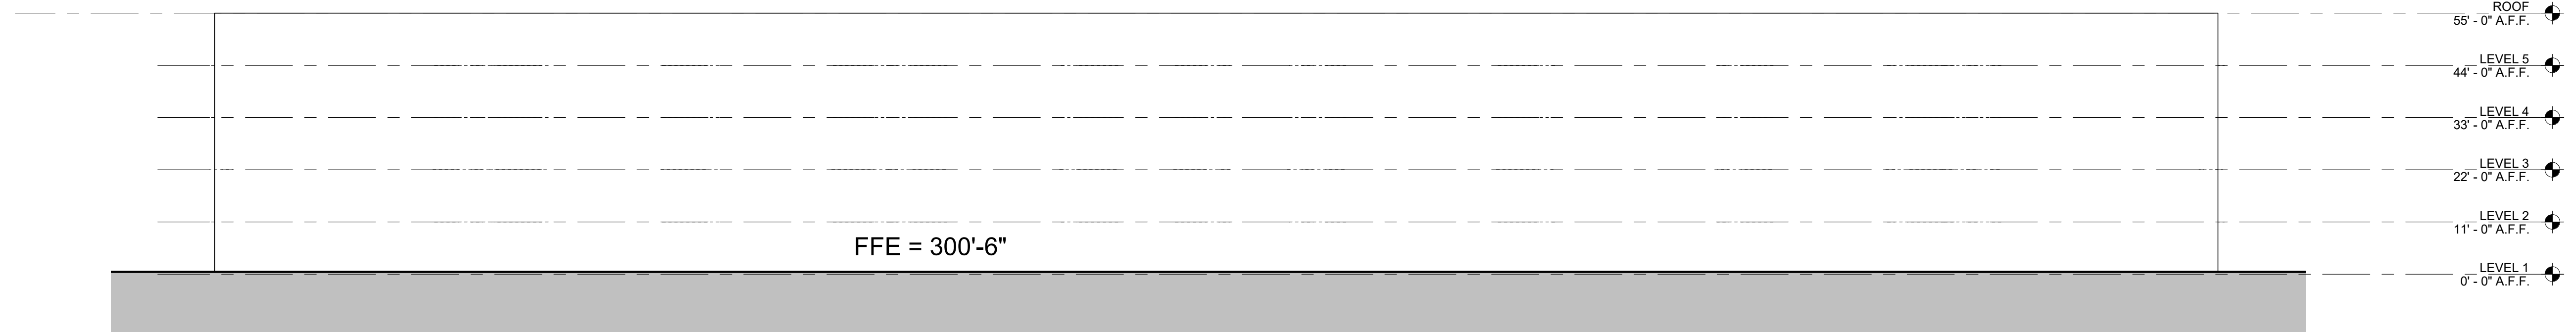 ROOF
55' - 0" A.F.F.
LEVEL 5
44' - 0" A.F.F.
LEVEL 4
33' - 0" A.F.F.
LEVEL 3
22' - 0" A.F.F.
LEVEL 2
11' - 0" A.F.F.
FFE = 300'-6"
LEVEL 1
0' - 0" A.F.F.